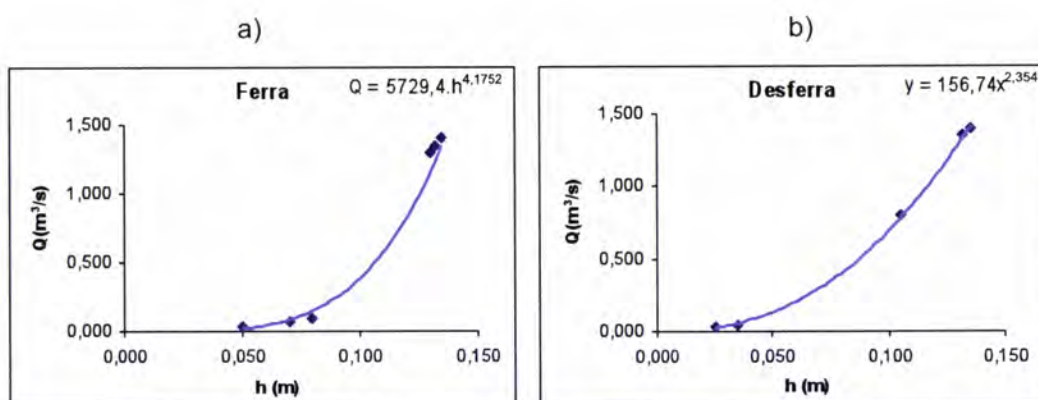 a)
Ferra
Q = 5729,4.h^4,1752
Q(m³/s)
1,500
1,000
0,500
0,000
0,000
0,050
0,100
0,150
h (m)
b)
Desferra
y = 156,74x^2,354
Q(m³/s)
1,500
1,000
0,500
0,000
0,000
0,050
0,100
0,150
h (m)